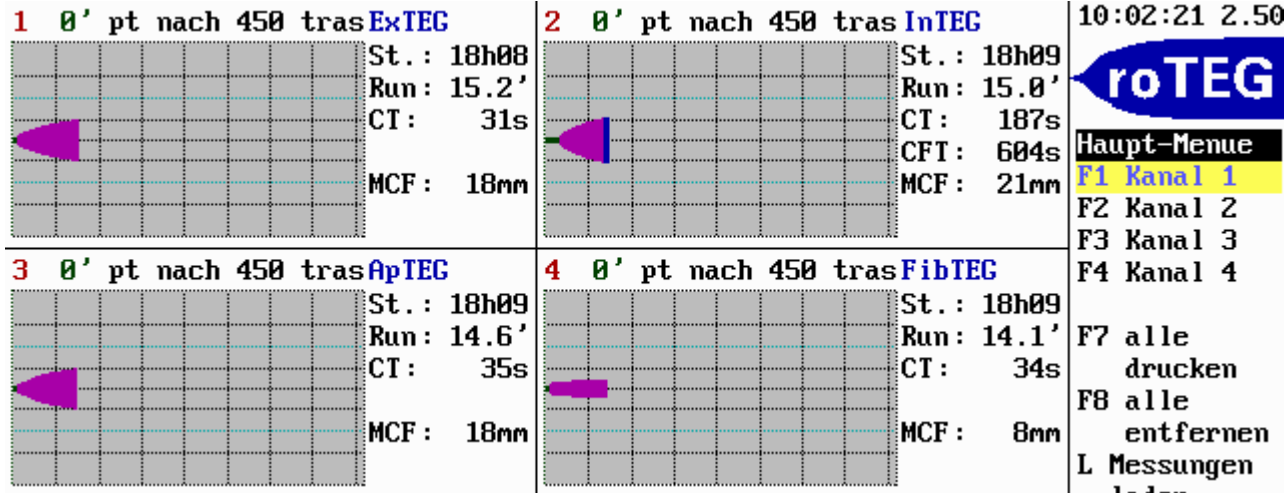 1 0' pt nach 450 tras ExTEG
St.: 18h08
Run: 15.2'
CT: 31s
MCF: 18mm
2 0' pt nach 450 tras InTEG
St.: 18h09
Run: 15.0'
CT: 187s
CFT: 604s
MCF: 21mm
3 0' pt nach 450 tras ApTEG
St.: 18h09
Run: 14.6'
CT: 35s
MCF: 18mm
4 0' pt nach 450 tras FibTEG
St.: 18h09
Run: 14.1'
CT: 34s
MCF: 8mm
10:02:21 2.50
roTEG
Haupt-Menue
F1 Kanal 1
F2 Kanal 2
F3 Kanal 3
F4 Kanal 4
F7 alle
drucken
F8 alle
entfernen
L Messungen